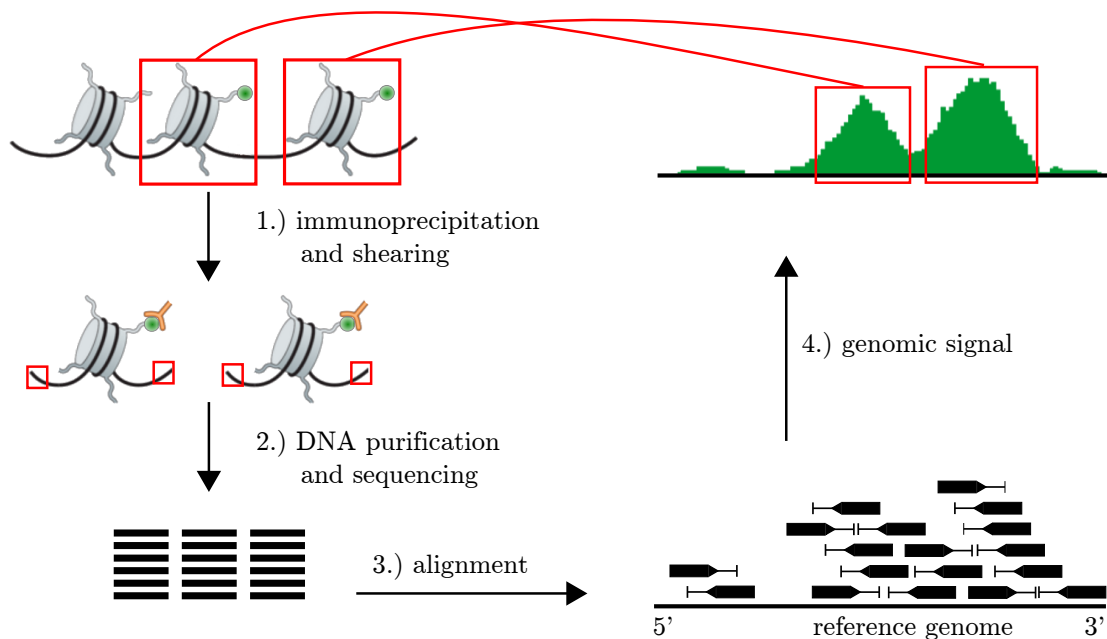 1.) immunoprecipitation
and shearing
2.) DNA purification
and sequencing
3.) alignment
4.) genomic signal
5’
reference genome
3’